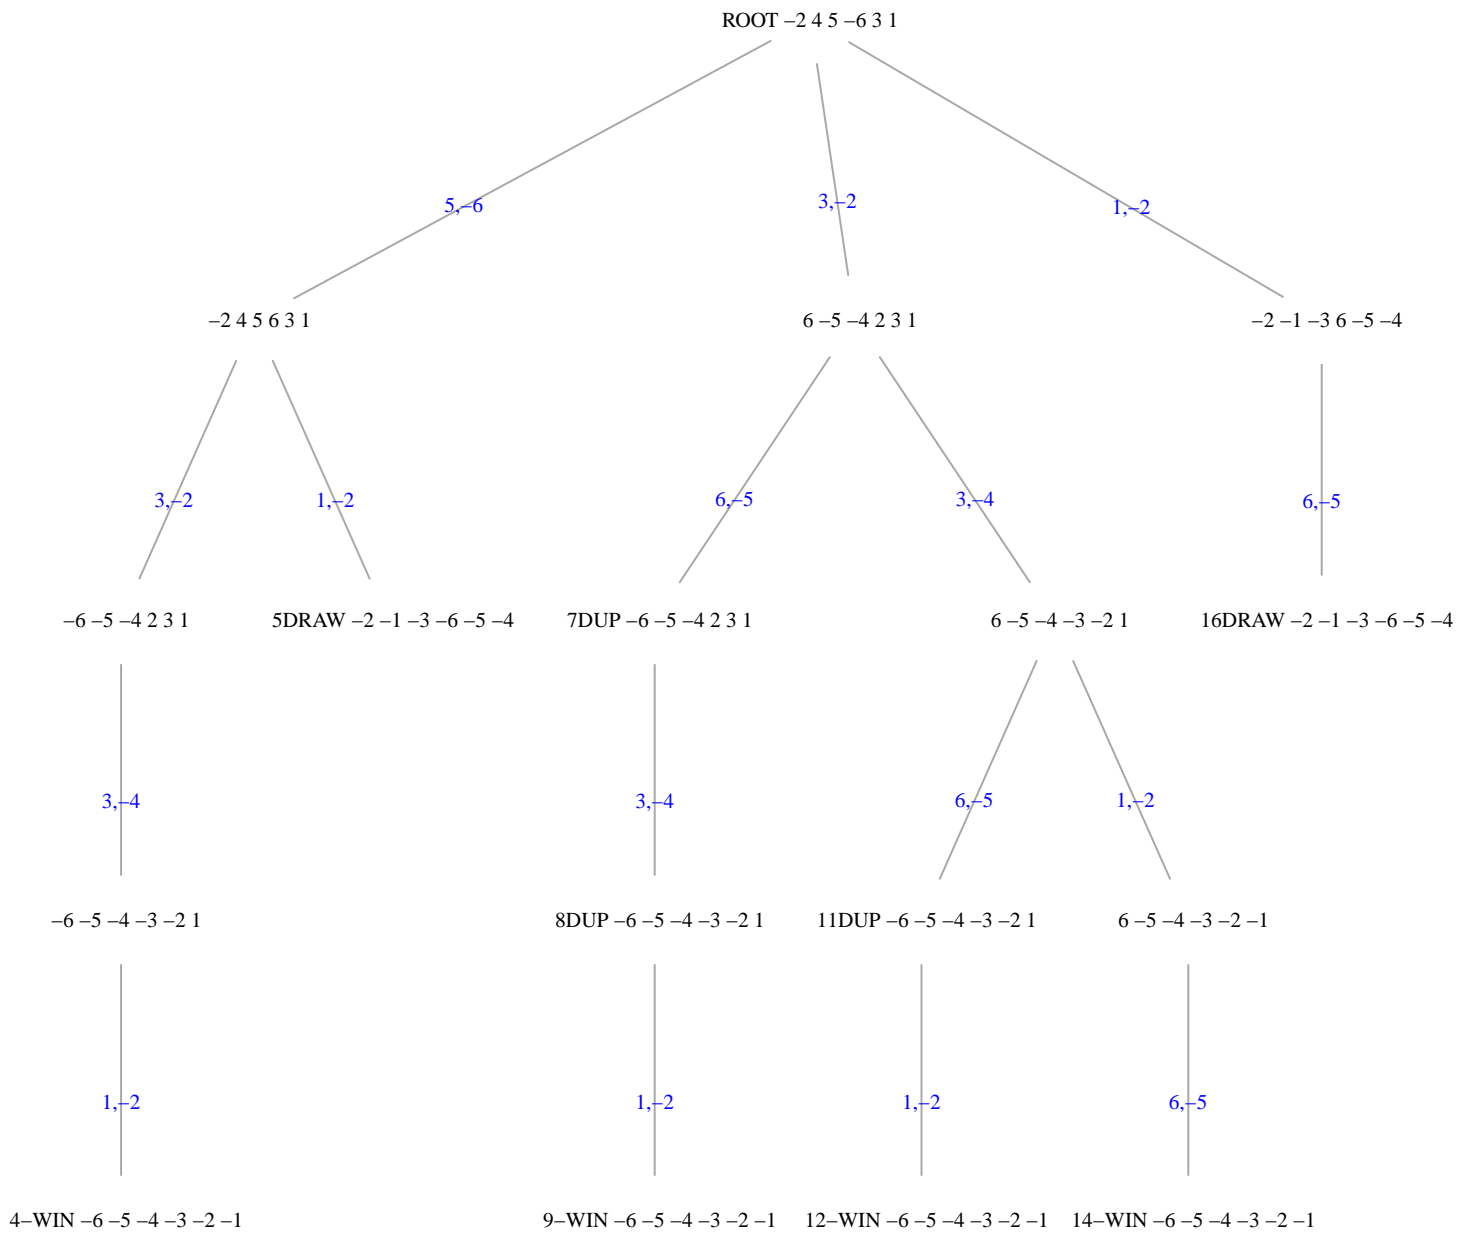 ROOT –2 4 5 –6 3 1
5,–6
3,–2
1,–2
–2 4 5 6 3 1
6 –5 –4 2 3 1
–2 –1 –3 6 –5 –4
3,–2
1,–2
6,–5
3,–4
6,–5
–6 –5 –4 2 3 1
5DRAW –2 –1 –3 –6 –5 –4
7DUP –6 –5 –4 2 3 1
6 –5 –4 –3 –2 1
16DRAW –2 –1 –3 –6 –5 –4
3,–4
3,–4
6,–5
1,–2
–6 –5 –4 –3 –2 1
8DUP –6 –5 –4 –3 –2 1
11DUP –6 –5 –4 –3 –2 1
6 –5 –4 –3 –2 –1
1,–2
1,–2
1,–2
6,–5
4–WIN –6 –5 –4 –3 –2 –1
9–WIN –6 –5 –4 –3 –2 –1
12–WIN –6 –5 –4 –3 –2 –1
14–WIN –6 –5 –4 –3 –2 –1